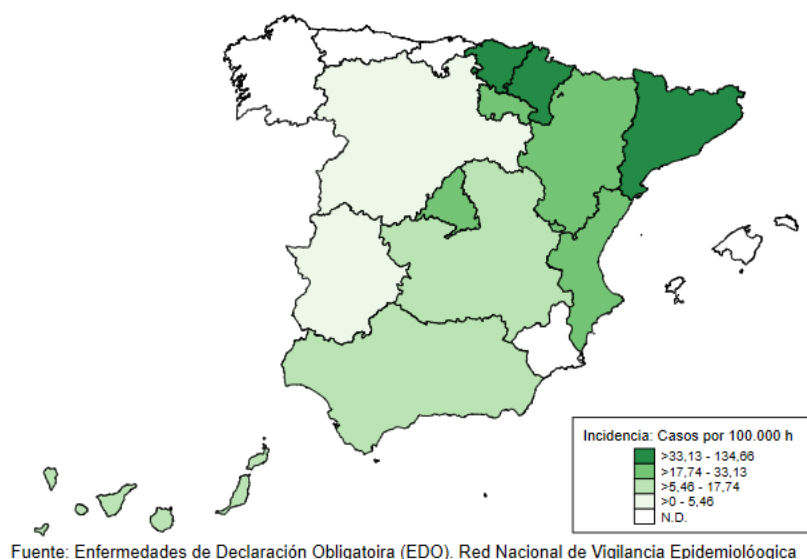 Incidencia: Casos por 100.000 h
>33,13 - 134,66
>17,74 - 33,13
>5,46 - 17,74
>0 - 5,46
N.D.
Fuente: Enfermedades de Declaración Obligatoira (EDO). Red Nacional de Vigilancia Epidemiolóogica